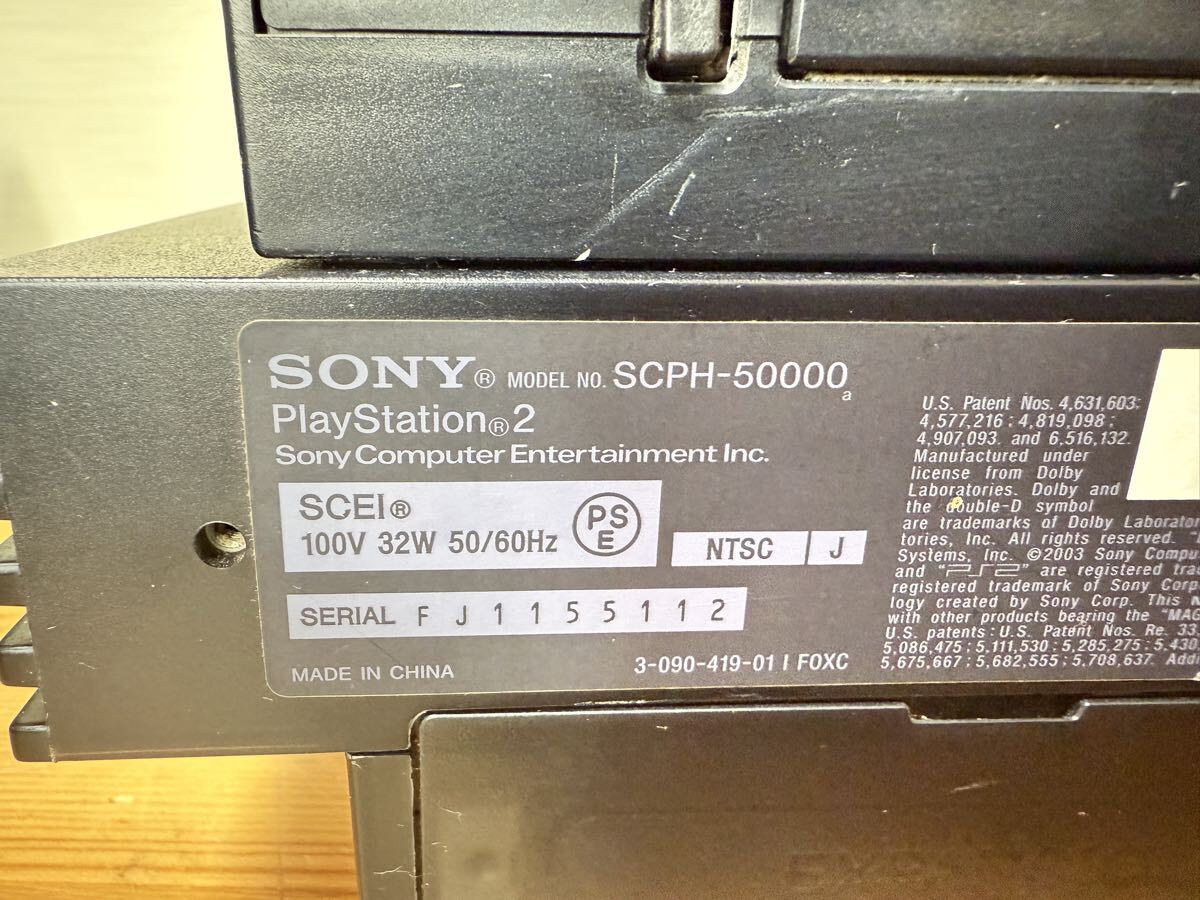 SONY® MODEL NO. SCPH-50000 a
PlayStation®2
Sony Computer Entertainment Inc.
SCEI®
100V 32W 50/60Hz
PS
E
NTSC J
SERIAL F J 1 1 5 5 1 1 2
MADE IN CHINA
3-090-419-01 I FOXC
U.S. Patent Nos. 4,631,603;
4,577,216 ; 4,819,098 ;
4,907,093. and 6,516,132.
Manufactured under
license from Dolby
Laboratories. Dolby and
the double-D symbol
are trademarks of Dolby
tories, Inc. All rights reserved.
Systems, Inc. ©2003 Sony
and "PS2" are registered
registered trademark of Sony Corp
logy created by Sony Corp. This
with other products bearing the "MAG
U.S. patents : U.S. Patent Nos. Re. 33
5,086,475 ; 5,111,530 ; 5,285,275 ; 5,430,
5,675,667 ; 5,682,555 ; 5,708,637.